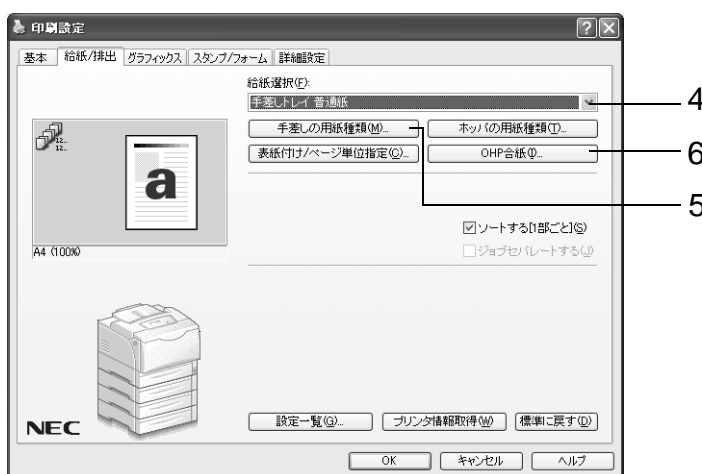 印刷設定
基本 給紙/排出 グラフィックス スタンプ/フォーム 詳細設定
給紙選択(F):
手差しトレイ 普通紙
4
手差しの用紙種類(M)... ホッパの用紙種類(T)...
表紙付け/ページ単位指定(C)... OHP合紙(I)...
6
5
12..
12..
a
A4 (100%)
ソートする[1部ごと](S)
ジョブセパレートする(J)
NEC
設定一覧(G)... プリンタ情報取得(W) 標準に戻す(D)
OK キャンセル ヘルプ